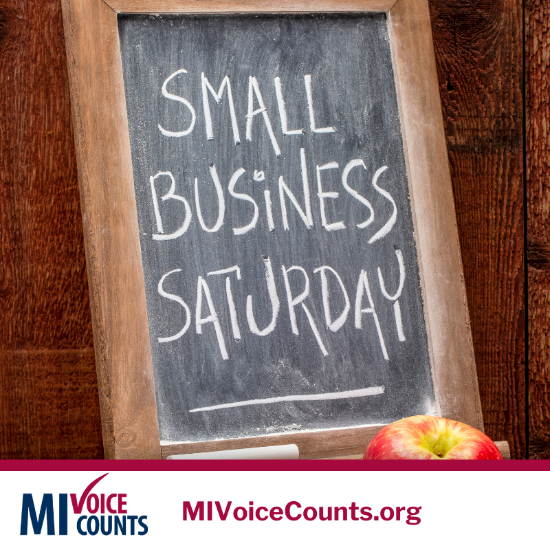 SMALL
BUSiNESS
SATURDAY
MI VOICE COUNTS
MIVoiceCounts.org